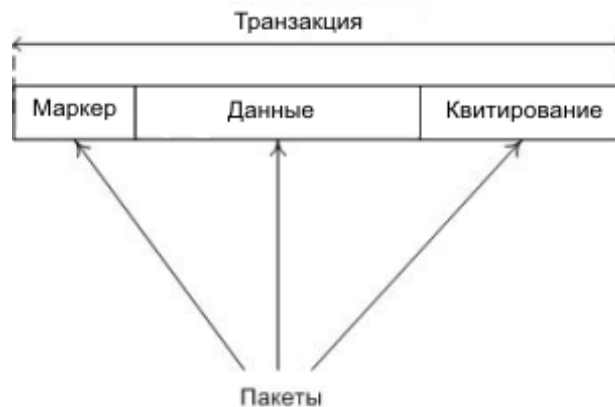 Транзакция
Маркер
Данные
Квитирование
Пакеты